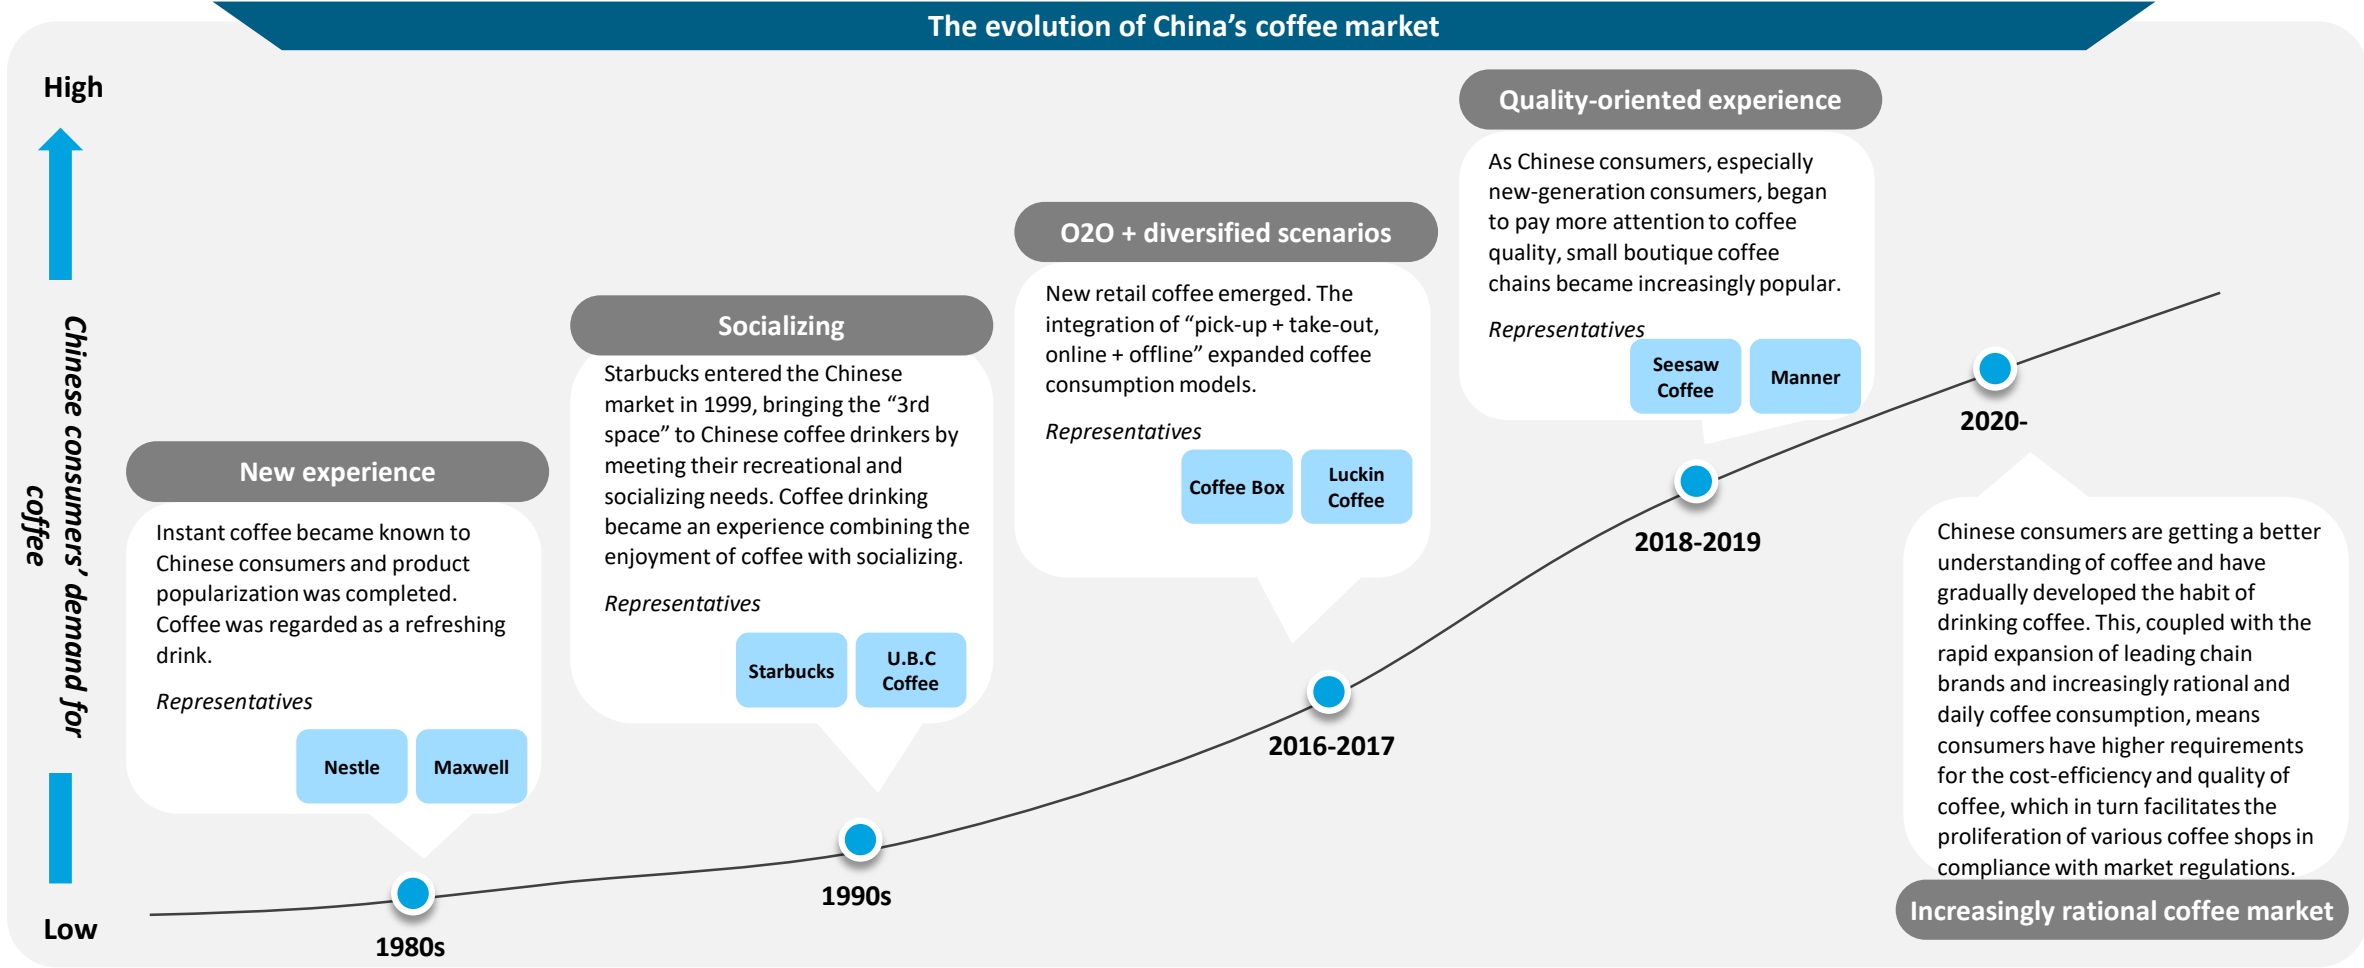 The evolution of China’s coffee market
High
Chinese consumers’ demand for
coffee
Low
New experience
Instant coffee became known to
Chinese consumers and product
popularization was completed.
Coffee was regarded as a refreshing
drink.
Representatives
Nestle
Maxwell
1980s
Socializing
Starbucks entered the Chinese
market in 1999, bringing the “3rd
space” to Chinese coffee drinkers by
meeting their recreational and
socializing needs. Coffee drinking
became an experience combining the
enjoyment of coffee with socializing.
Representatives
Starbucks
U.B.C
Coffee
1990s
O2O + diversified scenarios
New retail coffee emerged. The
integration of “pick-up + take-out,
online + offline” expanded coffee
consumption models.
Representatives
Coffee Box
Luckin
Coffee
2016-2017
Quality-oriented experience
As Chinese consumers, especially
new-generation consumers, began
to pay more attention to coffee
quality, small boutique coffee
chains became increasingly popular.
Representatives
Seesaw
Coffee
Manner
2018-2019
2020-
Chinese consumers are getting a better
understanding of coffee and have
gradually developed the habit of
drinking coffee. This, coupled with the
rapid expansion of leading chain
brands and increasingly rational and
daily coffee consumption, means
consumers have higher requirements
for the cost-efficiency and quality of
coffee, which in turn facilitates the
proliferation of various coffee shops in
compliance with market regulations.
Increasingly rational coffee market